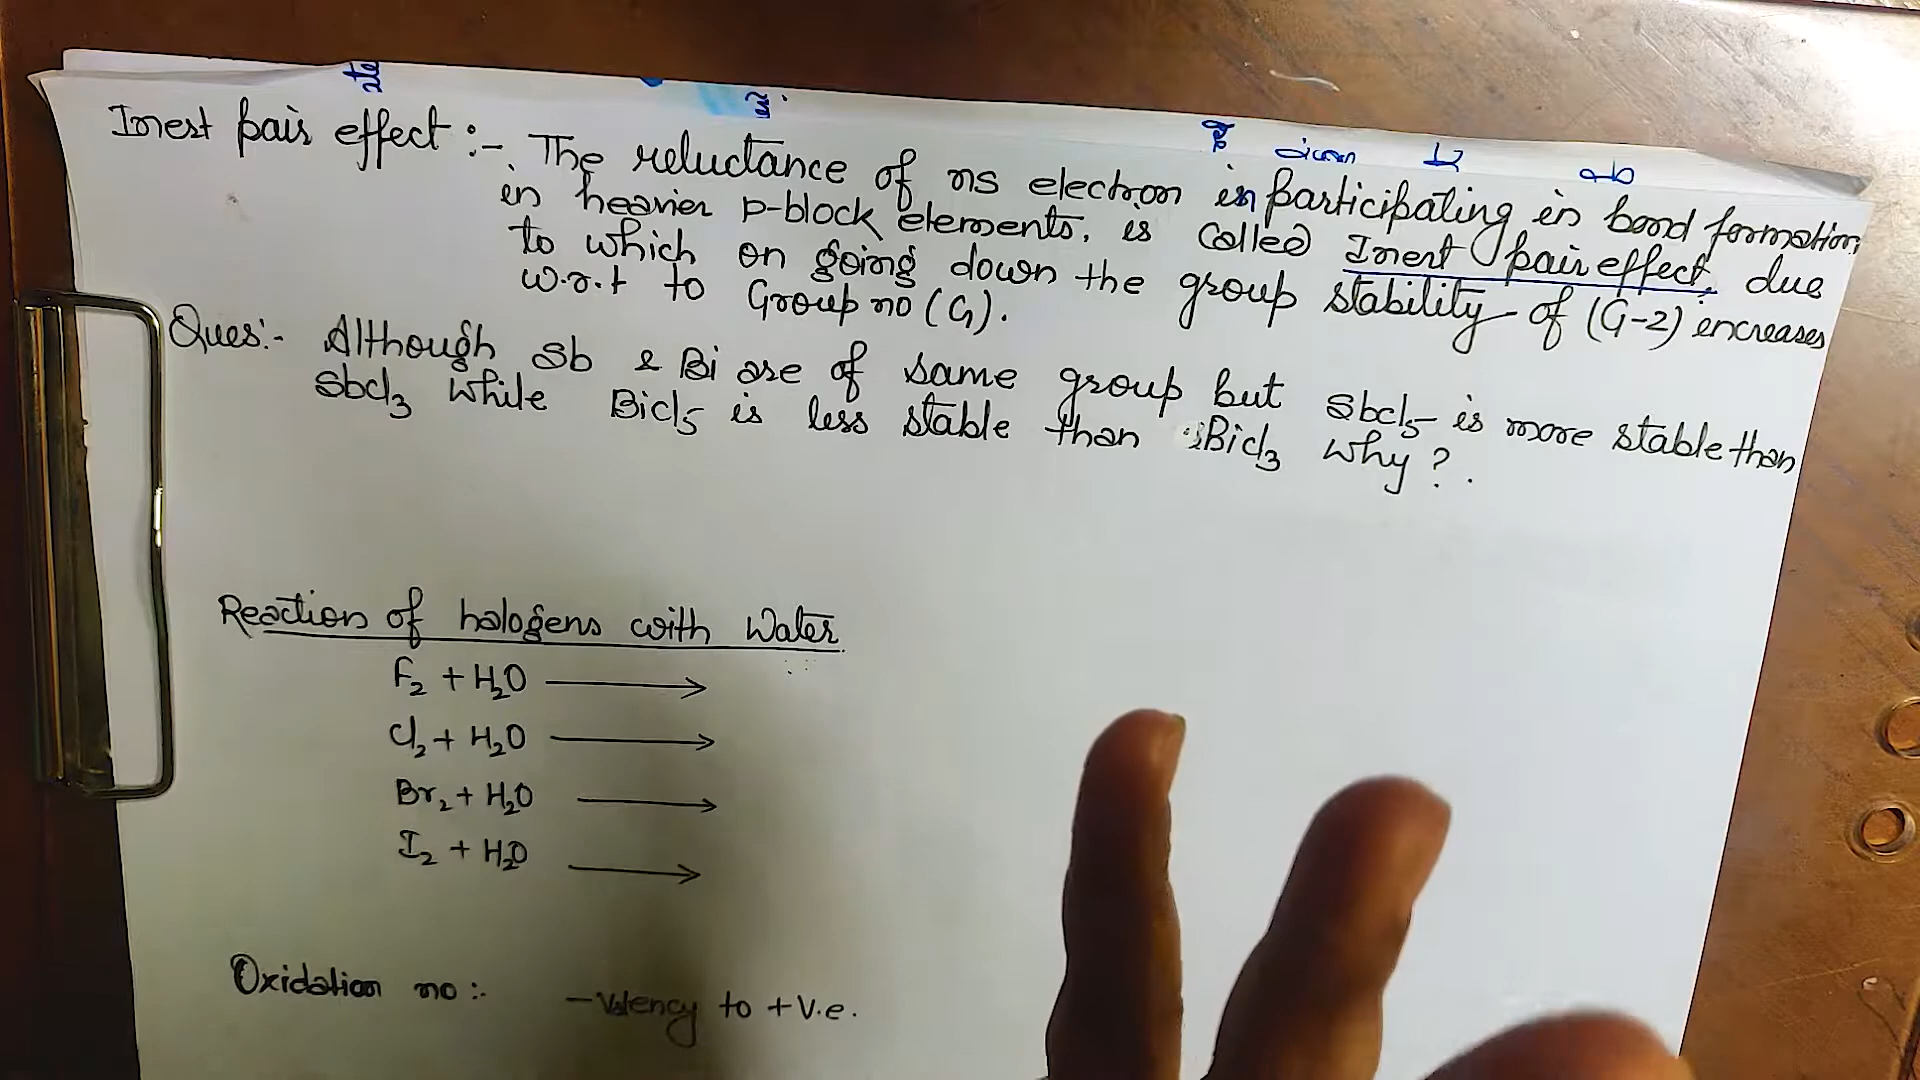 Inert pair effect :- The reluctance of ns electron in participating in bond formation
in heavier p-block elements, is called Inert pair effect, due
to which on going down the group stability of (G-2) increases
w.r.t to Group no (G).
Ques:- Although Sb & Bi are of same group but Sbcl5 is more stable than
Sbcl3 while Bicl5 is less stable than Bicl3 why?.
Reaction of halogens with Water
F2 + H2O ⟶
Cl2 + H2O ⟶
Br2 + H2O ⟶
I2 + H2O ⟶
Oxidation no :- - Valency to + V.e.